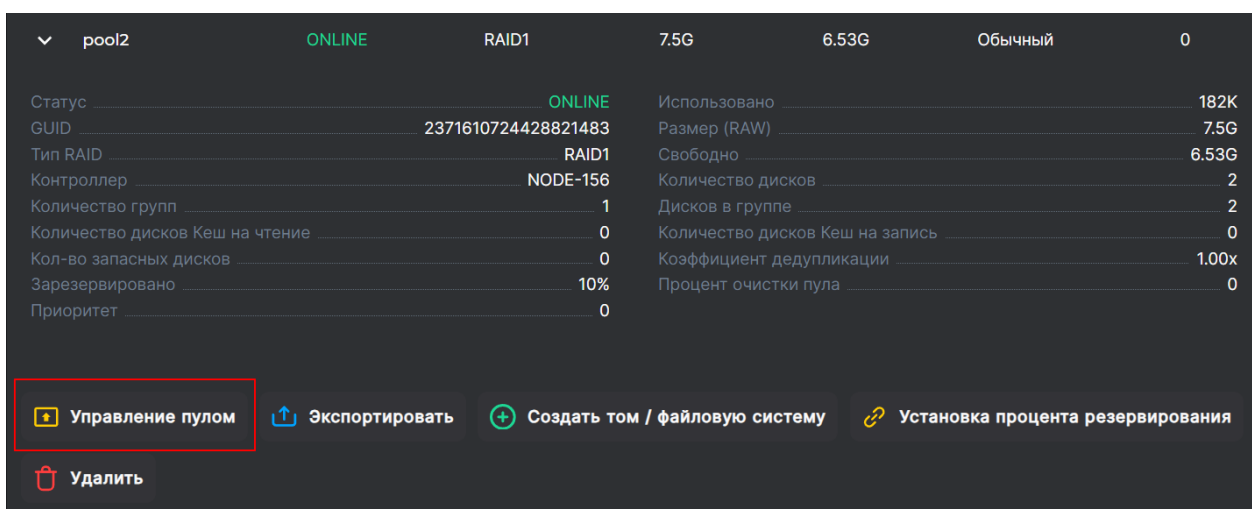 pool2 ONLINE RAID1 7.5G 6.53G Обычный 0
Статус ONLINE Использовано 182K
GUID 2371610724428821483 Размер (RAW) 7.5G
Тип RAID RAID1 Свободно 6.53G
Контроллер NODE-156 Количество дисков 2
Количество групп 1 Дисков в группе 2
Количество дисков Кеш на чтение 0 Количество дисков Кеш на запись 0
Кол-во запасных дисков 0 Коэффициент дедупликации 1.00x
Зарезервировано 10% Процент очистки пула 0
Приоритет 0
Управление пулом Экспортировать Создать том / файловую систему Установка процента резервирования
Удалить